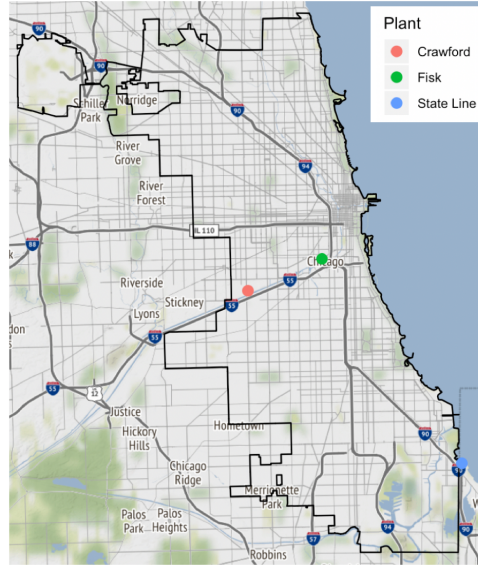 Plant
Crawford
Fisk
State Line
90
90
Schiller
Park
Norridge
90
River
Grove
94
River
Forest
IL 110
88
Chicago
Riverside
55
Stickney
55
Lyons
55
55
12
Justice
Hickory
Hills
Hometown
90
Chicago
Ridge
Merrionette
Park
90
Palos
Park
Palos
Heights
94
57
Robbins